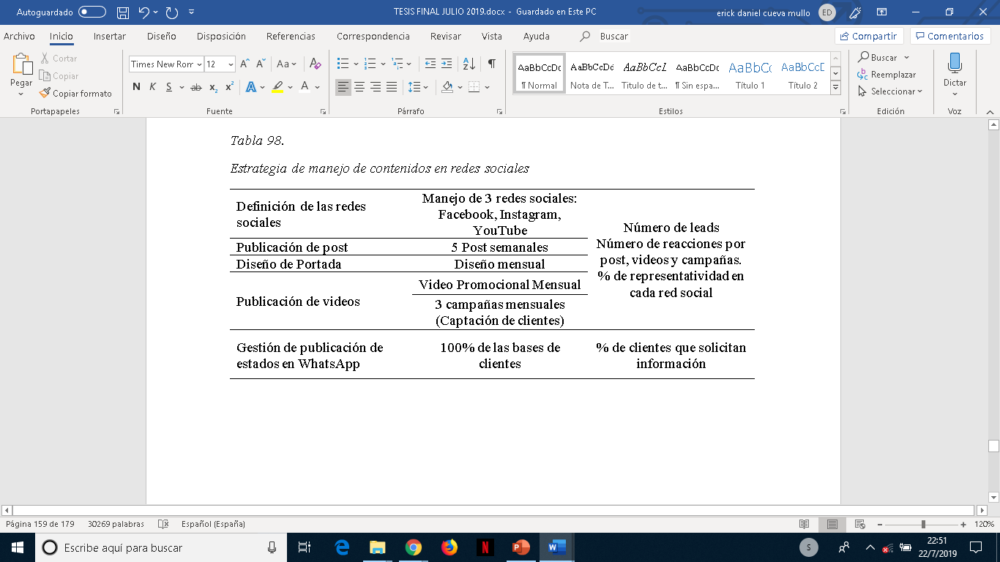 Autoguardado
TESIS FINAL JULIO 2019.docx - Guardado en Este PC
erick daniel cueva mullo
ED
Archivo Inicio Insertar Diseño Disposición Referencias Correspondencia Revisar Vista Ayuda Buscar
Compartir Comentarios
Pegar
Cortar
Copiar
Copiar formato
Portapapeles
Times New Rom 12
Aa
N K S ab x₂ x² A A
Fuente
Párrafo
AaBbCcDc AaBbCcDc AaBbCcL AaBbCcDc AaBbCc AaBbCcD
¶ Normal Nota de T... Titulo de t... ¶ Sin espa... Título 1 Título 2
Estilos
Buscar
Reemplazar
Seleccionar
Edición
Dictar
Voz
Tabla 98.
Estrategia de manejo de contenidos en redes sociales
Definición de las redes
sociales
Manejo de 3 redes sociales:
Facebook, Instagram,
YouTube
Número de leads
Número de reacciones por
post, videos y campañas.
% de representatividad en
cada red social
Publicación de post
5 Post semanales
Diseño de Portada
Diseño mensual
Publicación de videos
Video Promocional Mensual
3 campañas mensuales
(Captación de clientes)
Gestión de publicación de
estados en WhatsApp
100% de las bases de
clientes
% de clientes que solicitan
información
Página 159 de 179 30269 palabras Español (España)
120%
Escribe aquí para buscar
S
22:51
22/7/2019